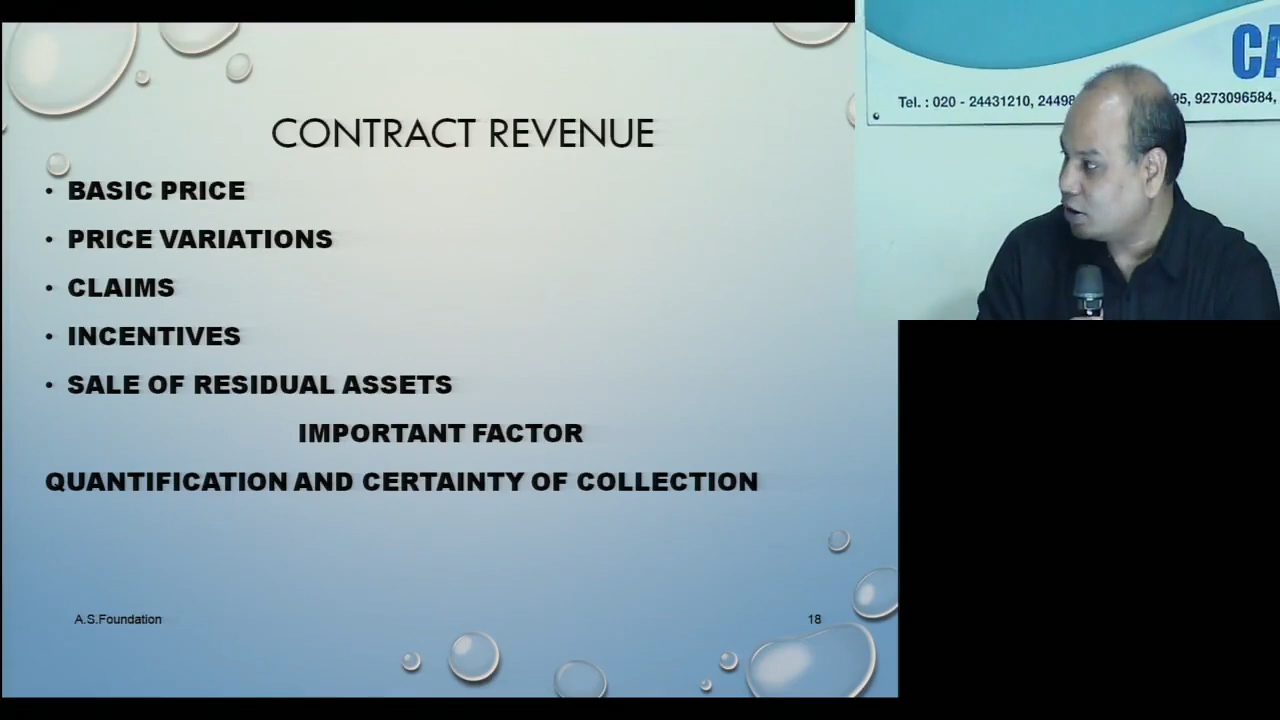 CONTRACT REVENUE
• BASIC PRICE
• PRICE VARIATIONS
• CLAIMS
• INCENTIVES
• SALE OF RESIDUAL ASSETS
IMPORTANT FACTOR
QUANTIFICATION AND CERTAINTY OF COLLECTION
A.S.Foundation
18
CA
Tel. : 020 - 24431210, 24498 95, 9273096584,